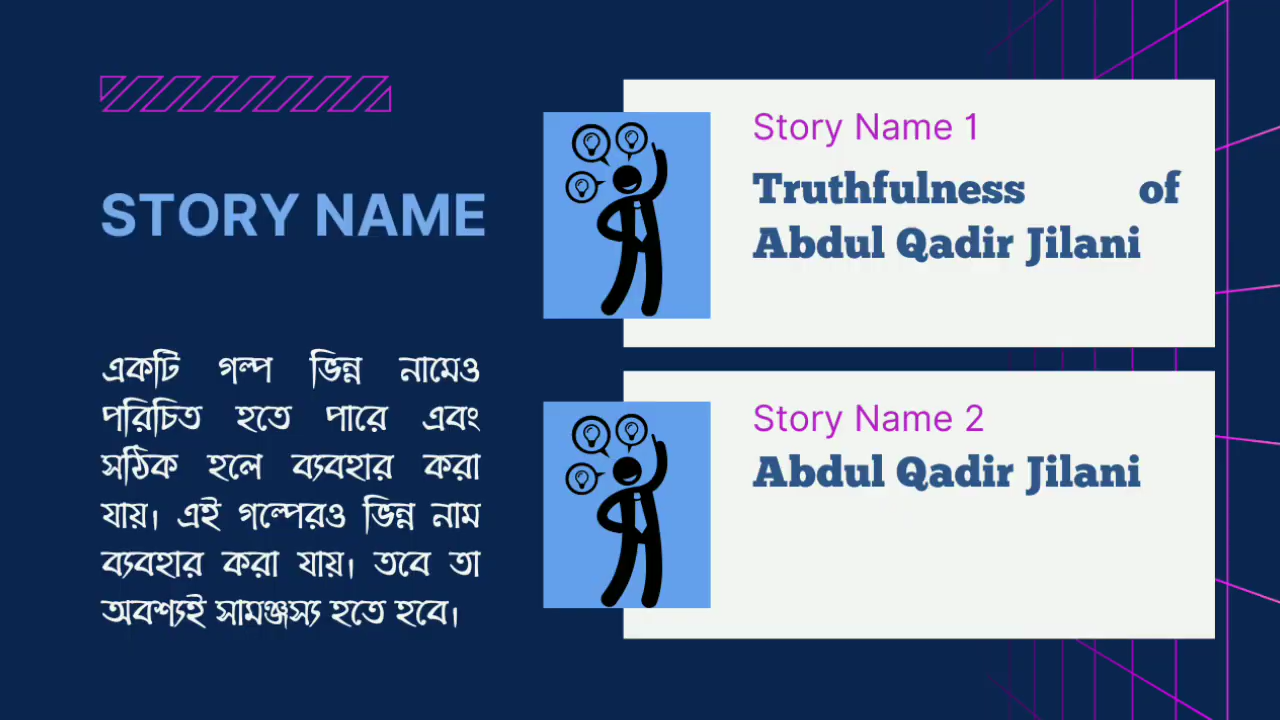 STORY NAME
একটি গল্প ভিন্ন নামেও
পরিচিত হতে পারে এবং
সঠিক হলে ব্যবহার করা
যায়। এই গল্পেরও ভিন্ন নাম
ব্যবহার করা যায়। তবে তা
অবশ্যই সামঞ্জস্য হতে হবে।
Story Name 1
Truthfulness of
Abdul Qadir Jilani
Story Name 2
Abdul Qadir Jilani